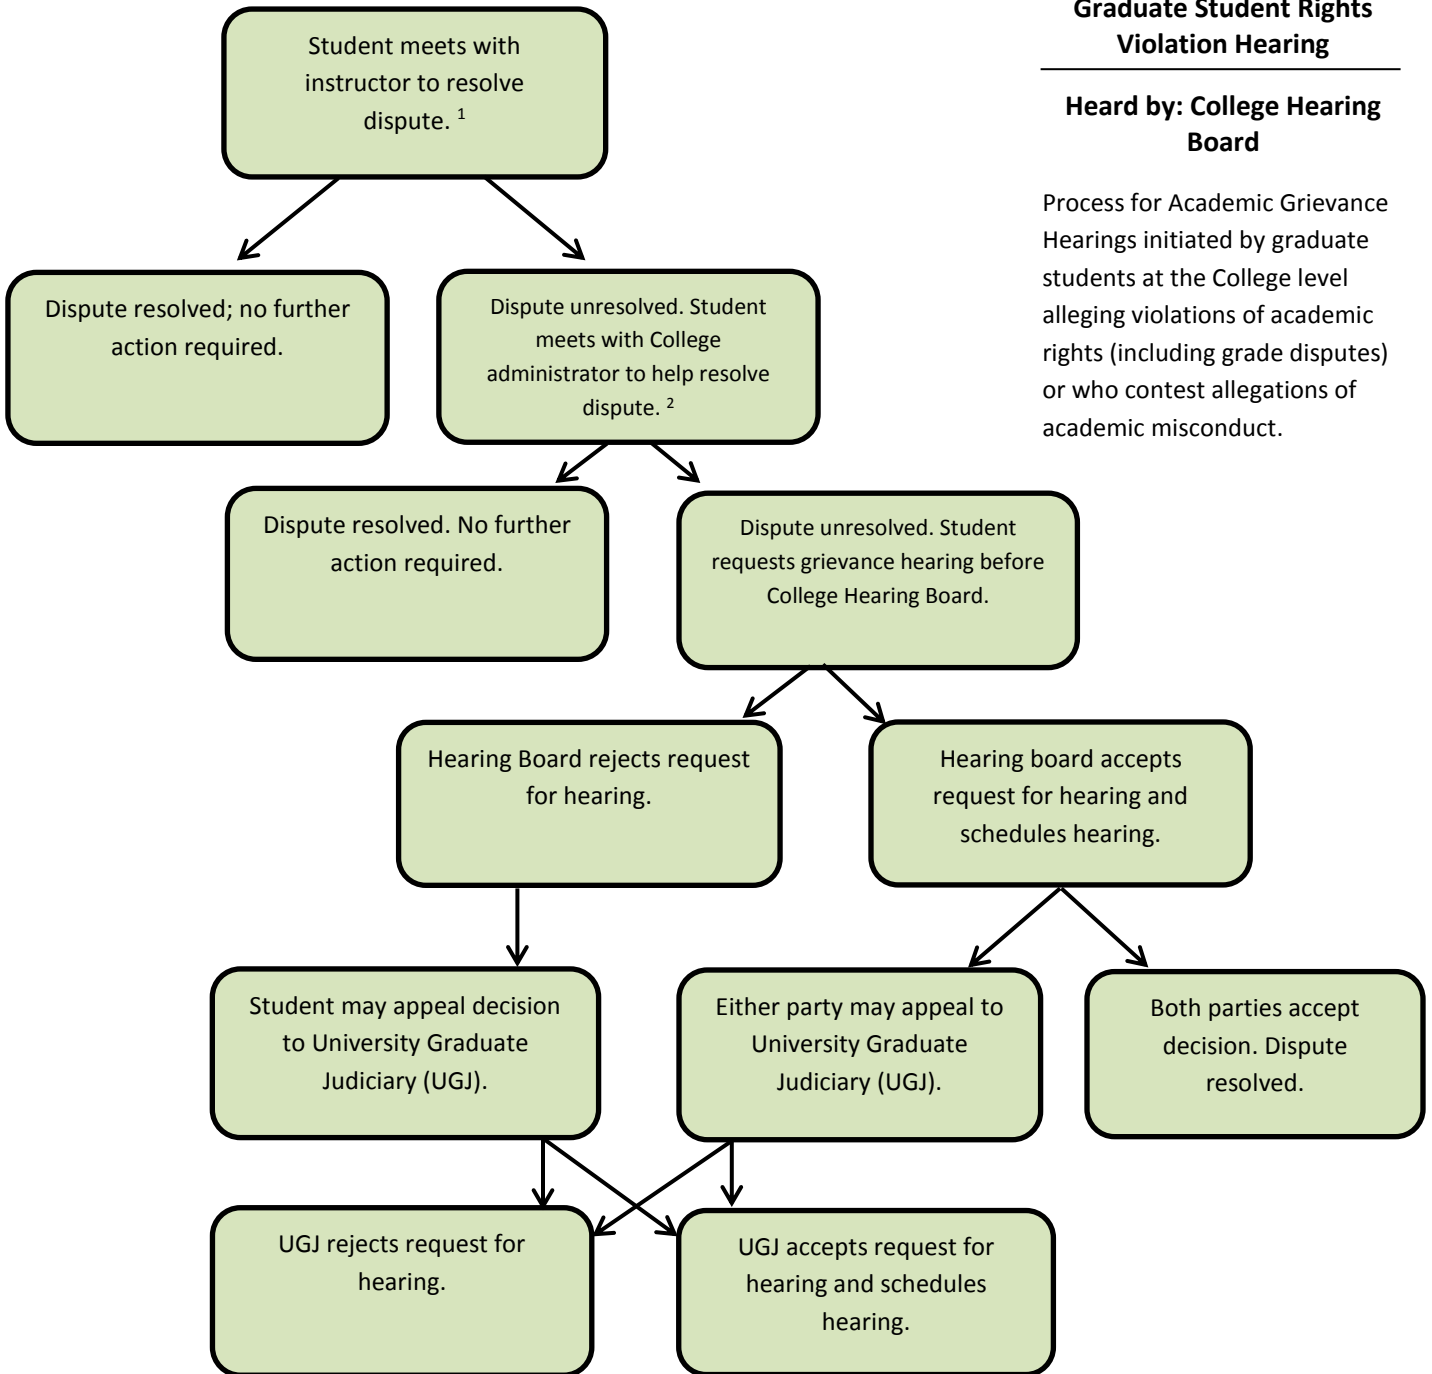 Graduate Student Rights
Violation Hearing
Heard by: College Hearing
Board
Process for Academic Grievance
Hearings initiated by graduate
students at the College level
alleging violations of academic
rights (including grade disputes)
or who contest allegations of
academic misconduct.
Student meets with
instructor to resolve
dispute. 1
Dispute resolved; no further
action required.
Dispute unresolved. Student
meets with College
administrator to help resolve
dispute. 2
Dispute resolved. No further
action required.
Dispute unresolved. Student
requests grievance hearing before
College Hearing Board.
Hearing Board rejects request
for hearing.
Hearing board accepts
request for hearing and
schedules hearing.
Student may appeal decision
to University Graduate
Judiciary (UGJ).
Either party may appeal to
University Graduate
Judiciary (UGJ).
Both parties accept
decision. Dispute
resolved.
UGJ rejects request for
hearing.
UGJ accepts request for
hearing and schedules
hearing.